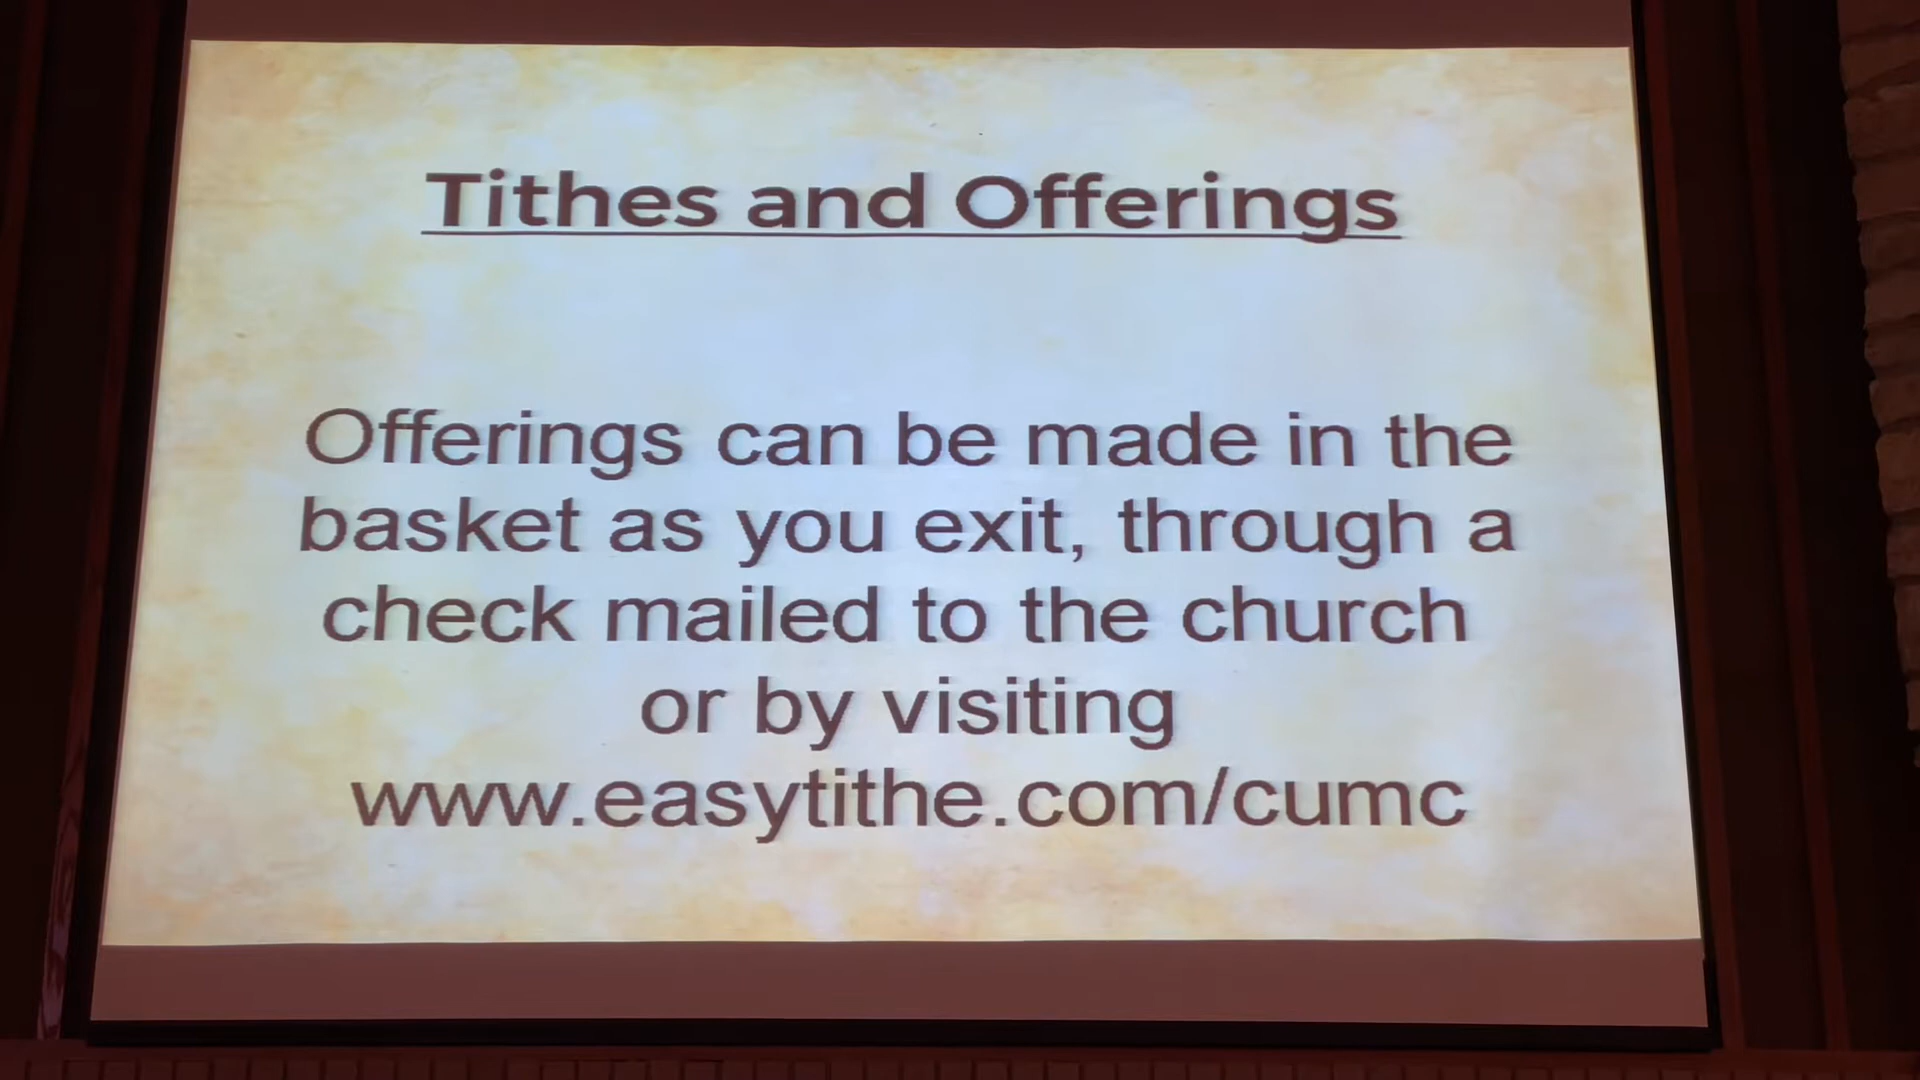 Tithes and Offerings
Offerings can be made in the
basket as you exit, through a
check mailed to the church
or by visiting
www.easytithe.com/cumc